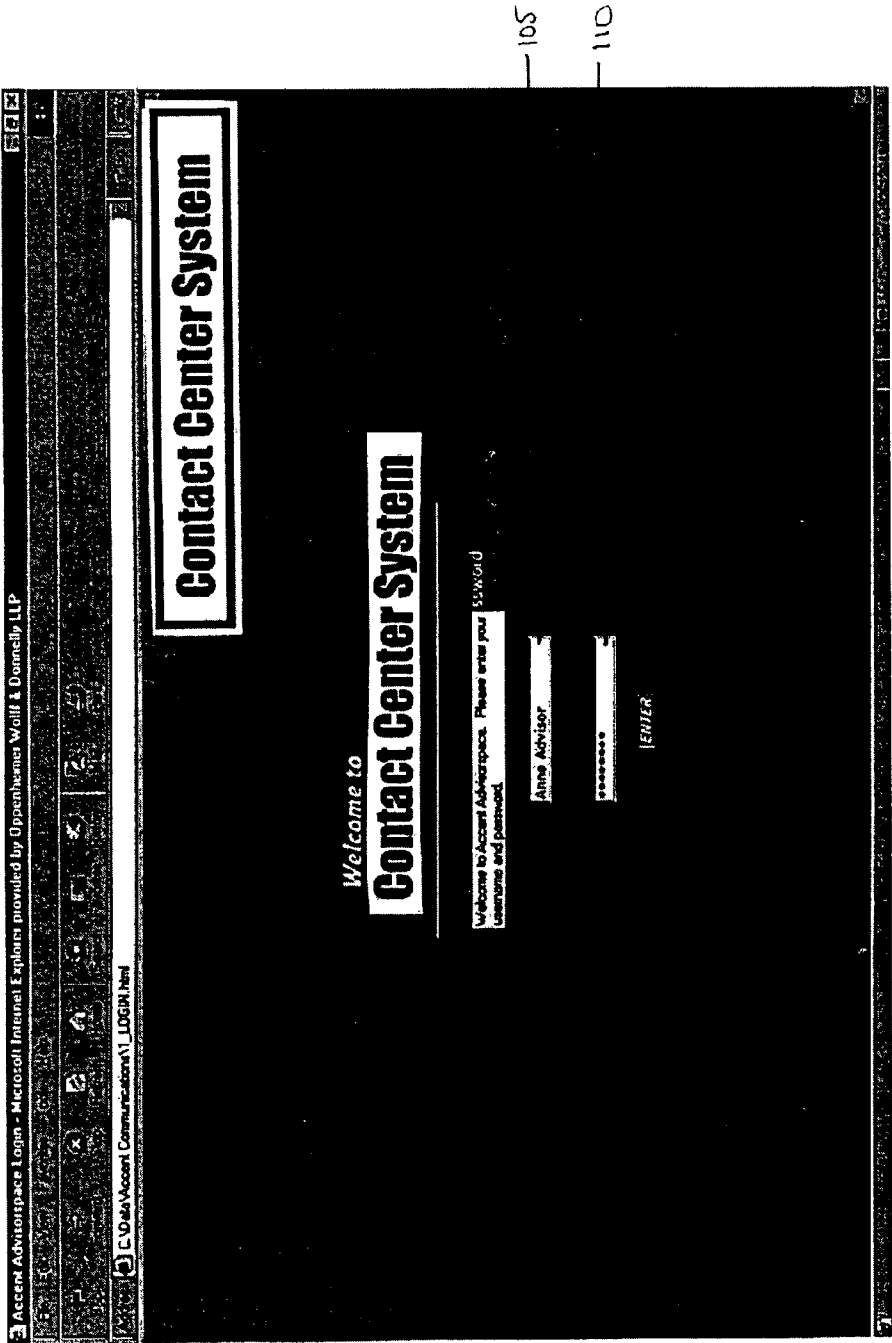 Accent Advisorspace Login - Microsoft Internet Explorer provided by Oppenheimer Wolff & Donnelly LLP
C:\Data\Accent Communications\1_LOGIN.html
Contact Center System
Welcome to
Contact Center System
Welcome to Accent Advisorspace. Please enter your
username and password.
Anne Advisor
105
110
ENTER